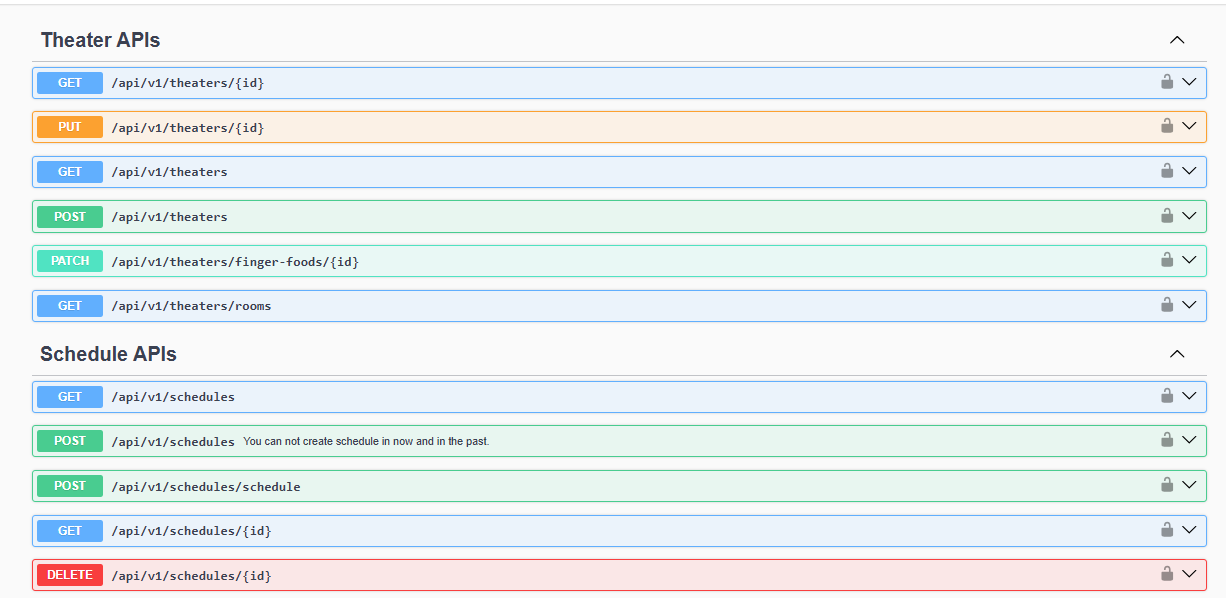 Theater APIs
GET /api/v1/theaters/{id}
PUT /api/v1/theaters/{id}
GET /api/v1/theaters
POST /api/v1/theaters
PATCH /api/v1/theaters/finger-foods/{id}
GET /api/v1/theaters/rooms
Schedule APIs
GET /api/v1/schedules
POST /api/v1/schedules You can not create schedule in now and in the past.
POST /api/v1/schedules/schedule
GET /api/v1/schedules/{id}
DELETE /api/v1/schedules/{id}